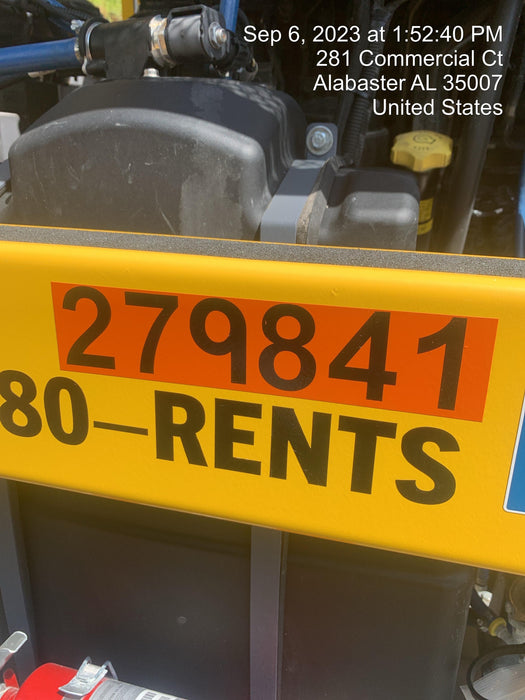 Sep 6, 2023 at 1:52:40 PM
281 Commercial Ct
Alabaster AL 35007
United States
279841
80-RENTS